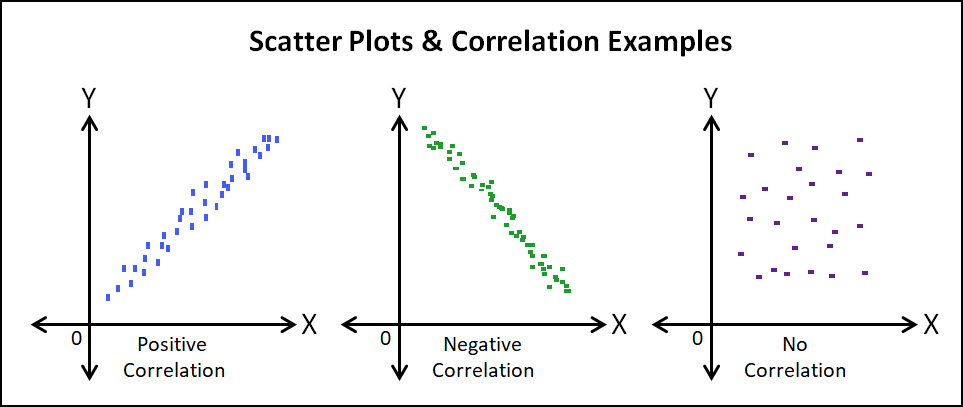 Scatter Plots & Correlation Examples
Y
X
0
Positive
Correlation
Y
X
0
Negative
Correlation
Y
X
0
No
Correlation